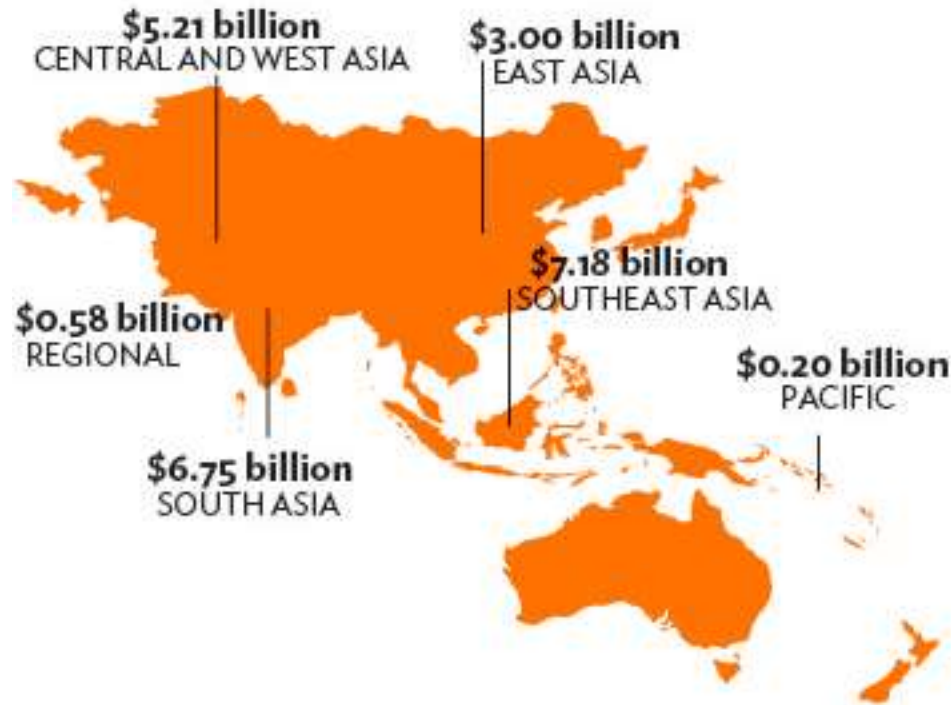 $5.21 billion
CENTRAL AND WEST ASIA
$3.00 billion
EAST ASIA
$7.18 billion
SOUTHEAST ASIA
$0.58 billion
REGIONAL
$0.20 billion
PACIFIC
$6.75 billion
SOUTH ASIA